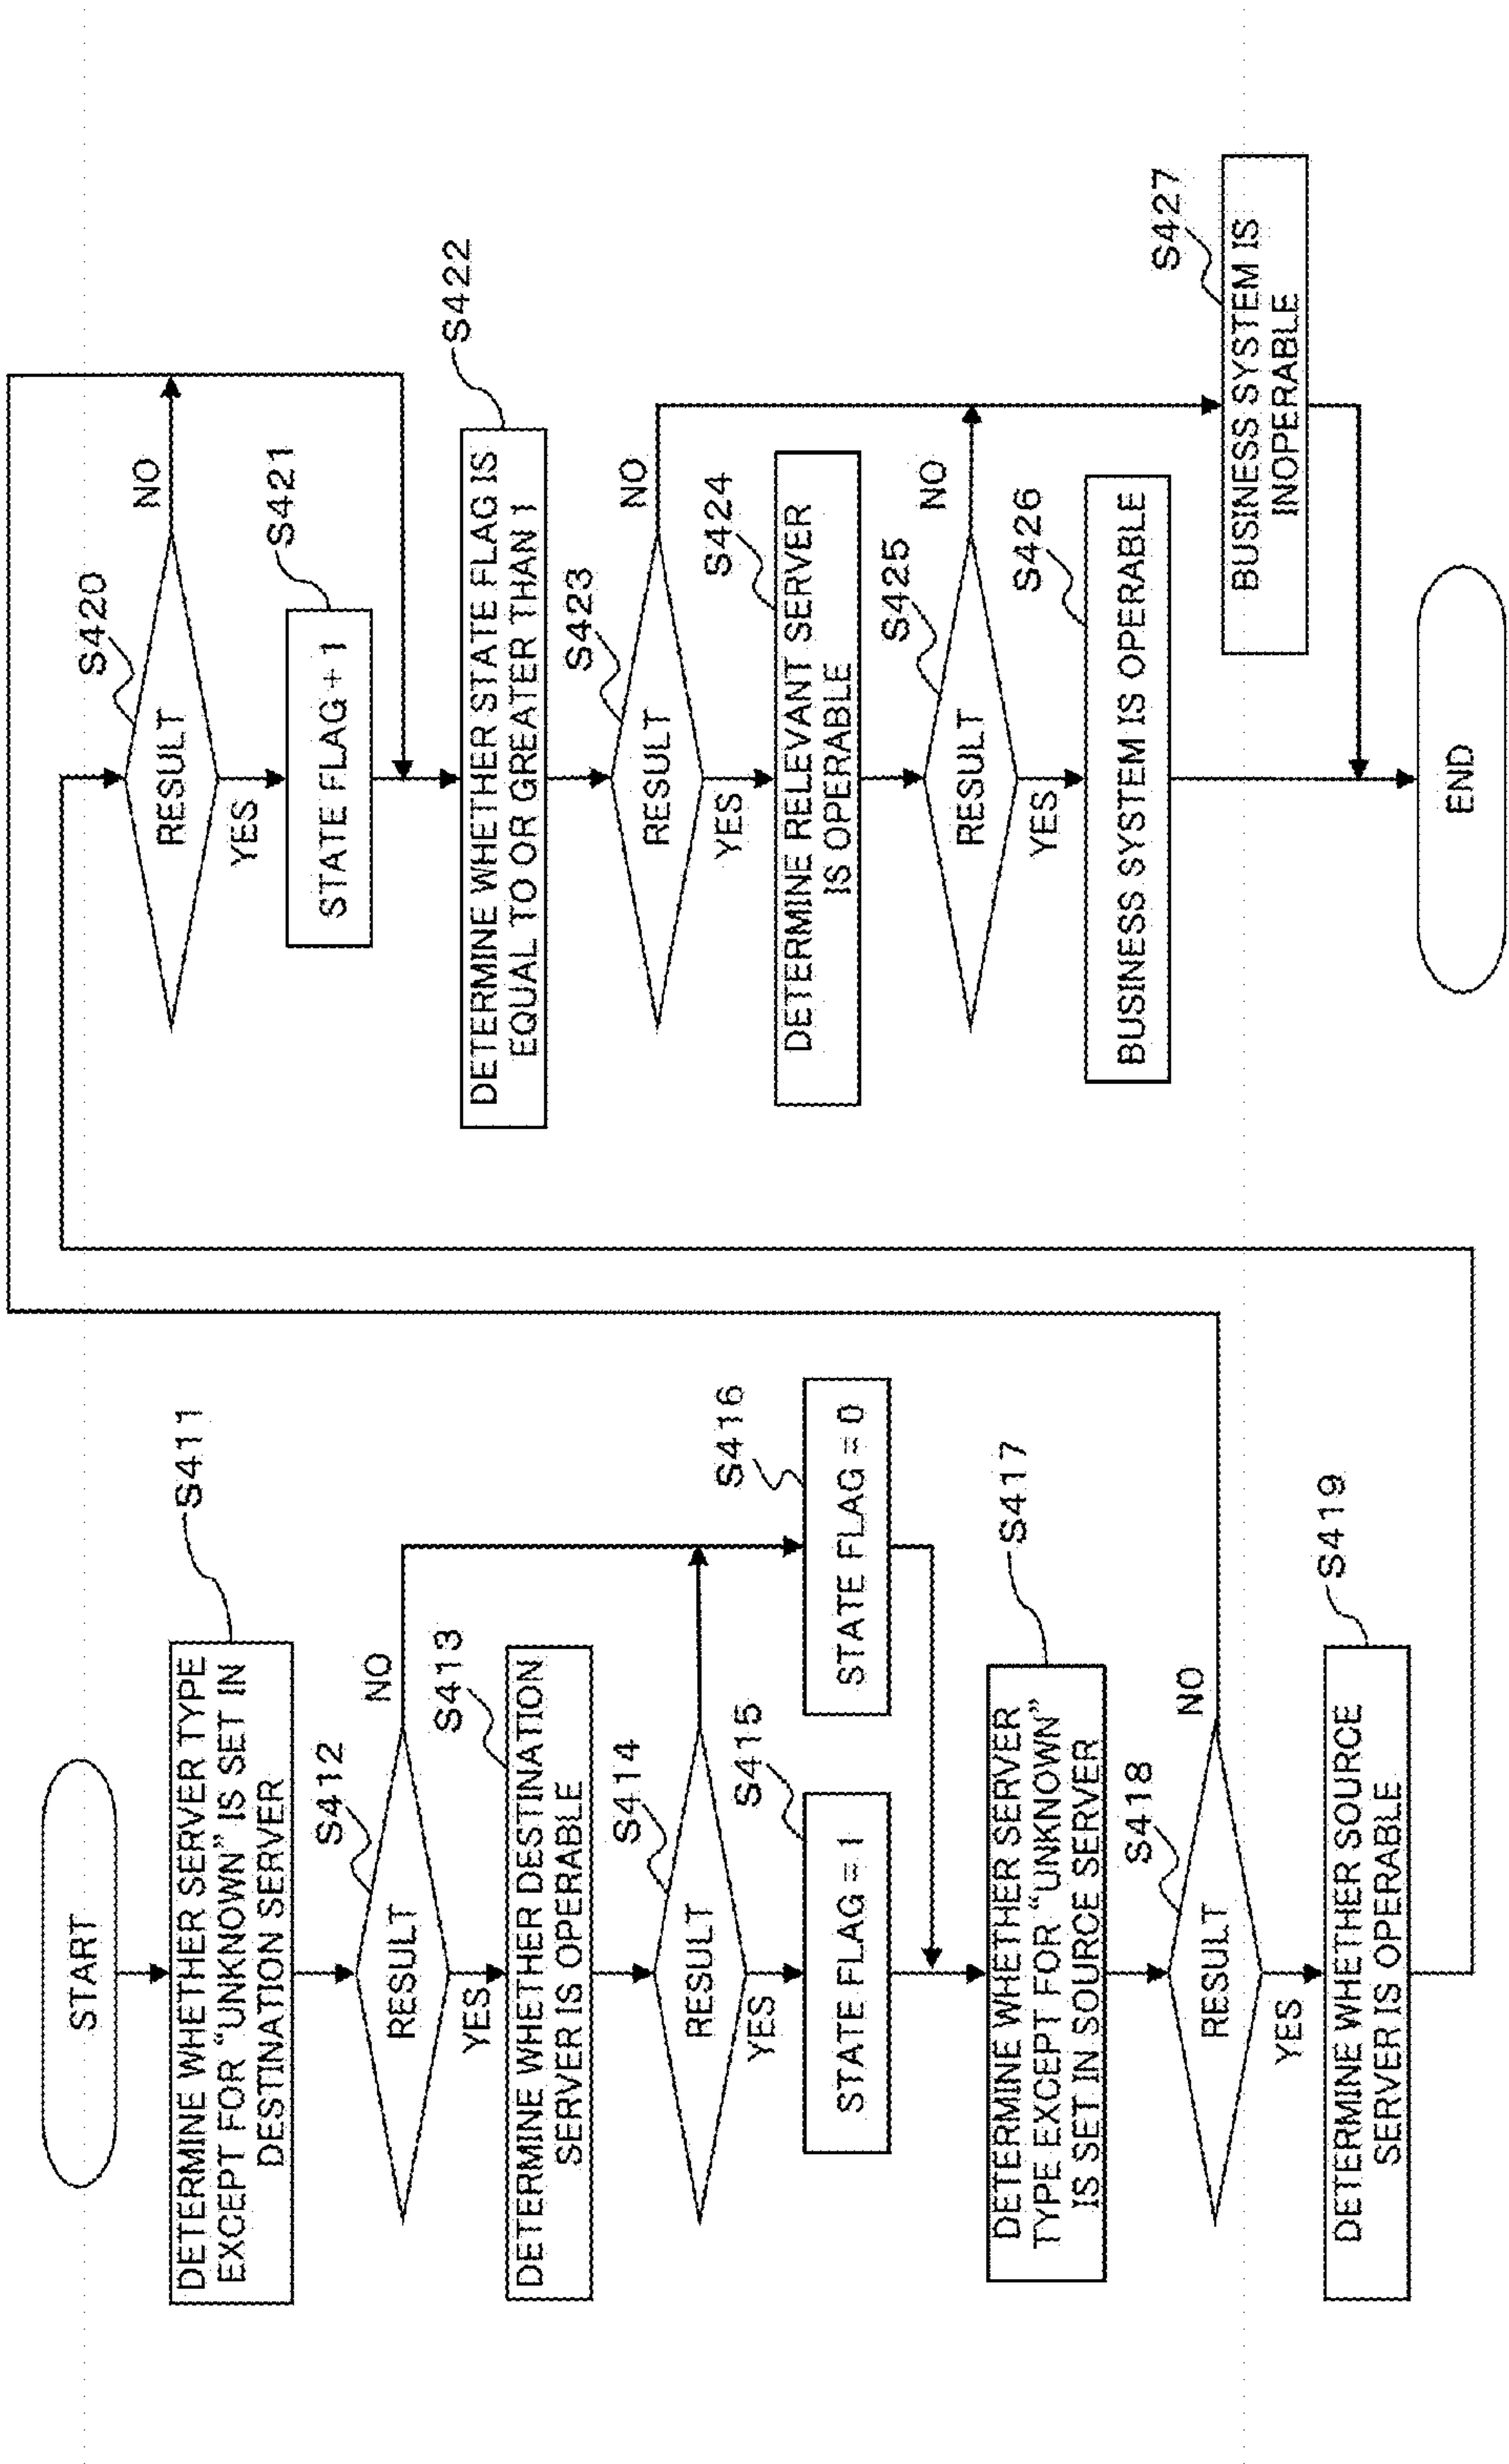 START
S411
DETERMINE WHETHER SERVER TYPE
EXCEPT FOR "UNKNOWN" IS SET IN
DESTINATION SERVER
S412
RESULT
NO
YES
S413
DETERMINE WHETHER DESTINATION
SERVER IS OPERABLE
S414
RESULT
YES
S415
STATE FLAG = 1
S416
STATE FLAG = 0
S417
DETERMINE WHETHER SERVER
TYPE EXCEPT FOR "UNKNOWN"
IS SET IN SOURCE SERVER
S418
RESULT
NO
YES
S419
DETERMINE WHETHER SOURCE
SERVER IS OPERABLE
S420
RESULT
NO
YES
S421
STATE FLAG + 1
S422
DETERMINE WHETHER STATE FLAG IS
EQUAL TO OR GREATER THAN 1
S423
RESULT
NO
YES
S424
DETERMINE RELEVANT SERVER
IS OPERABLE
S425
RESULT
NO
YES
S426
BUSINESS SYSTEM IS OPERABLE
S427
BUSINESS SYSTEM IS
INOPERABLE
END